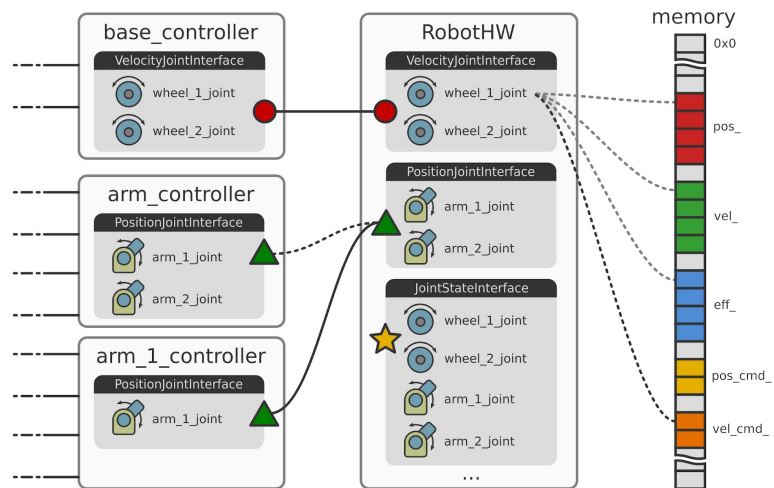 base_controller
VelocityJointInterface
wheel_1_joint
wheel_2_joint
arm_controller
PositionJointInterface
arm_1_joint
arm_2_joint
arm_1_controller
PositionJointInterface
arm_1_joint
RobotHW
VelocityJointInterface
wheel_1_joint
wheel_2_joint
PositionJointInterface
arm_1_joint
arm_2_joint
JointStateInterface
wheel_1_joint
wheel_2_joint
arm_1_joint
arm_2_joint
...
memory
0x0
pos_
vel_
eff_
pos_cmd_
vel_cmd_